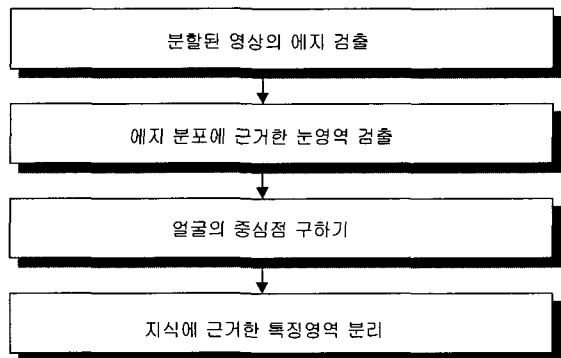 분할된 영상의 에지 검출
에지 분포에 근거한 눈영역 검출
얼굴의 중심점 구하기
지식에 근거한 특징영역 분리